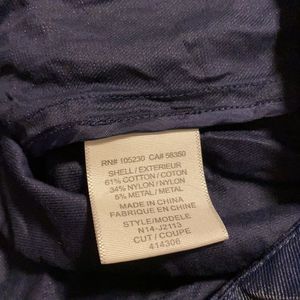 RN# 105230 CA# 58350
SHELL / EXTERIEUR
61% COTTON / COTON
34% NYLON / NYLON
5% METAL / METAL
MADE IN CHINA
FABRIQUE EN CHINE
STYLE/MODELE
N14-J2113
CUT / COUPE
414306